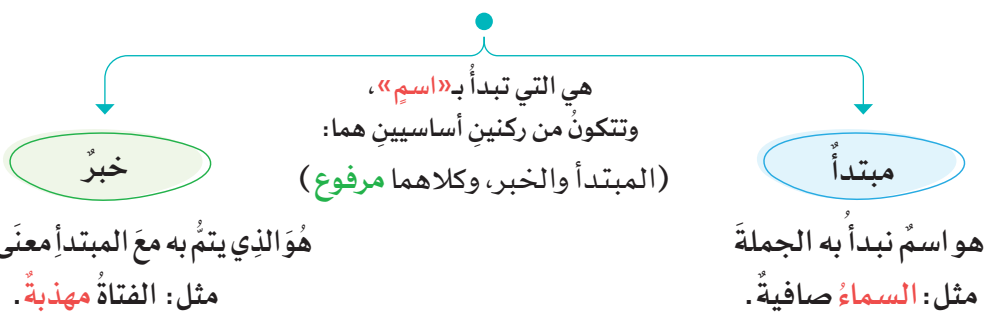 هي التي تبدأُ بـ«اسمٍ»،
وتتكونُ من ركنينِ أساسيينِ هما:
(المبتدأ والخبر، وكلاهما مرفوع)
مبتدأٌ
هو اسمٌ نبدأُ به الجملةَ
مثل: السماءُ صافيةٌ.
خبرٌ
هُوَ الذِي يتمُّ به معَ المبتدأِ معنَى
مثل: الفتاةُ مهذبةٌ.